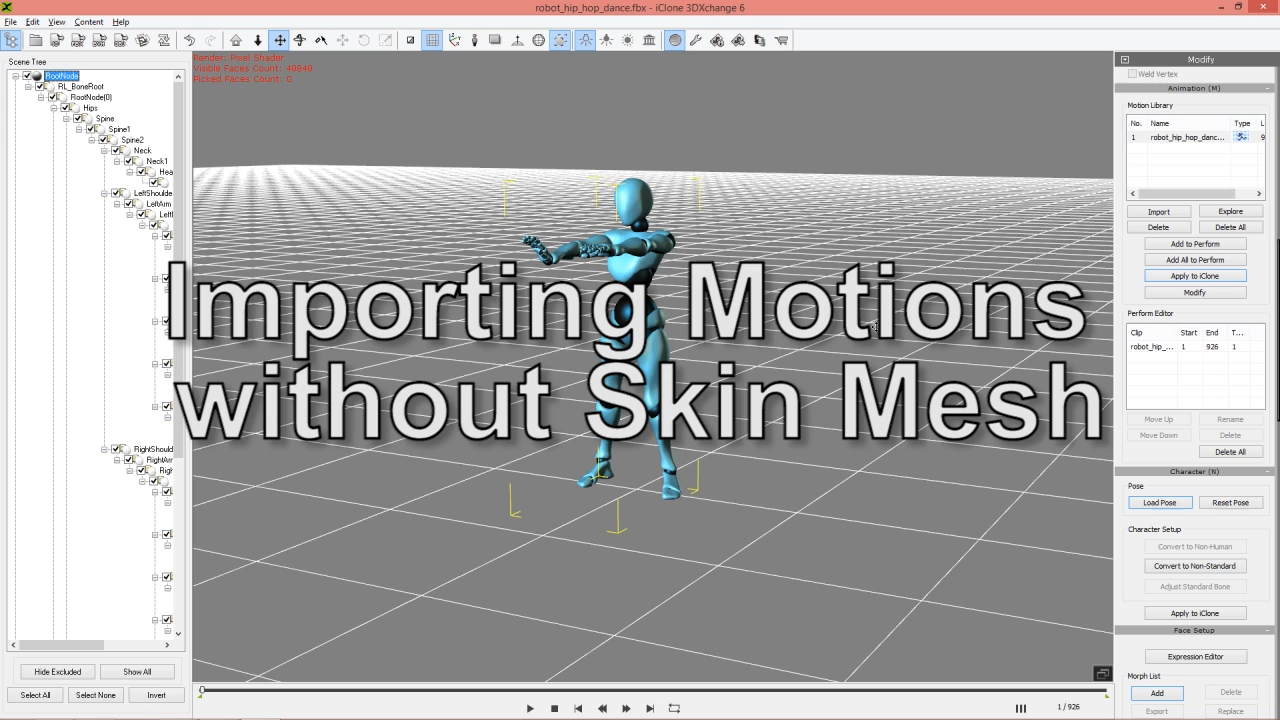 robot_hip_hop_dance.fbx - iClone 3DXchange 6
File Edit View Content Help
Scene Tree
RootNode
RL_BoneRoot
RootNode(0)
Hips
Spine
Spine1
Spine2
Neck
Neck1
Hea
LeftShoulde
LeftArm
Leftl
RightShould
RightArr
Righ
Hide Excluded Show All
Select All Select None Invert
Render: Pixel Shader
Visible Faces Count: 48848
Picked Faces Count: 0
Importing Motions
without Skin Mesh
1 / 926
Modify
Weld Vertex
Animation (M)
Motion Library
No. Name Type L
1 robot_hip_hop_danc... 9
Import Explore
Delete Delete All
Add to Perform
Add All to Perform
Apply to iClone
Modify
Perform Editor
Clip Start End T...
robot_hip_... 1 926 1
Move Up Rename
Move Down Delete
Delete All
Character (N)
Pose
Load Pose Reset Pose
Character Setup
Convert to Non-Human
Convert to Non-Standard
Adjust Standard Bone
Apply to iClone
Face Setup
Expression Editor
Morph List
Add Delete
Export Replace